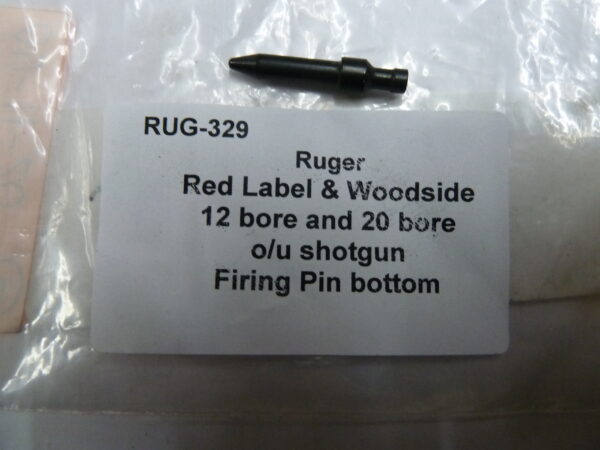 RUG-329
Ruger
Red Label & Woodside
12 bore and 20 bore
o/u shotgun
Firing Pin bottom